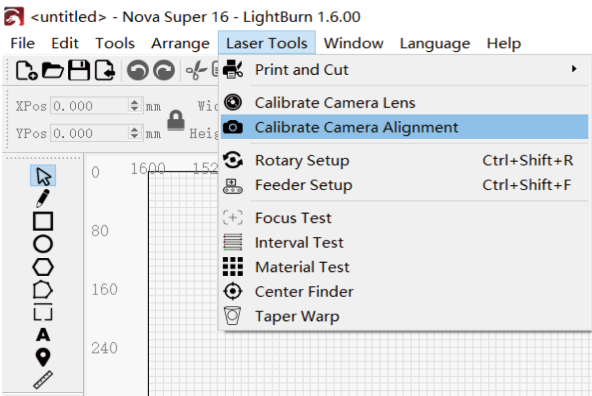 <untitled> - Nova Super 16 - LightBurn 1.6.00
File Edit Tools Arrange Laser Tools Window Language Help
Print and Cut
XPos 0.000 mm Wid
Calibrate Camera Lens
YPos 0.000 mm Heig
Calibrate Camera Alignment
Rotary Setup Ctrl+Shift+R
0 1600 152
Feeder Setup Ctrl+Shift+F
Focus Test
80
Interval Test
Material Test
160
Center Finder
Taper Warp
A
240